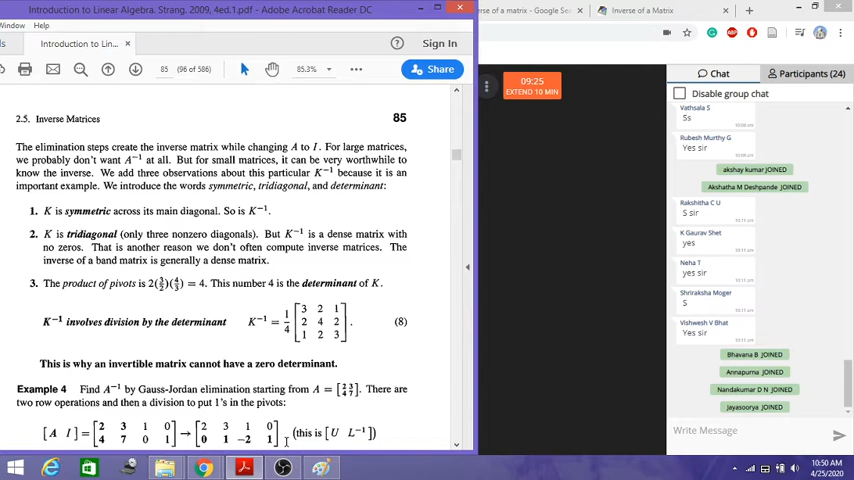 Introduction to Linear Algebra. Strang. 2009, 4ed.1.pdf - Adobe Acrobat Reader DC
Window Help
Introduction to Lin...
Sign In
85 (96 of 586)
85.3%
Share
2.5. Inverse Matrices
85
The elimination steps create the inverse matrix while changing A to I. For large matrices,
we probably don't want A⁻¹ at all. But for small matrices, it can be very worthwhile to
know the inverse. We add three observations about this particular K⁻¹ because it is an
important example. We introduce the words symmetric, tridiagonal, and determinant:
1. K is symmetric across its main diagonal. So is K⁻¹.
2. K is tridiagonal (only three nonzero diagonals). But K⁻¹ is a dense matrix with
no zeros. That is another reason we don't often compute inverse matrices. The
inverse of a band matrix is generally a dense matrix.
3. The product of pivots is 2(3/2)(4/3) = 4. This number 4 is the determinant of K.
K⁻¹ involves division by the determinant K⁻¹ = 1/4 [3 2 1
2 4 2
1 2 3]. (8)
This is why an invertible matrix cannot have a zero determinant.
Example 4 Find A⁻¹ by Gauss-Jordan elimination starting from A = [2 3
4 7]. There are
two row operations and then a division to put 1's in the pivots:
[A I] = [2 3 1 0
4 7 0 1] → [2 3 1 0
0 1 -2 1] (this is [U L⁻¹])
se of a matrix - Google Se
Inverse of a Matrix
09:25
EXTEND 10 MIN
Chat
Participants (24)
Disable group chat
Vathsala S
Ss
Rubesh Murthy G
Yes sir
akshay kumar JOINED
Akshatha M Deshpande JOINED
Rakshitha C U
S sir
K Gaurav Shet
yes
Neha T
yes sir
Shriraksha Moger
S
Vishwesh V Bhat
Yes sir
Bhavana B JOINED
Annapurna JOINED
Nandakumar D N JOINED
Jayasoorya JOINED
Send Message
10:50 AM
4/25/2020